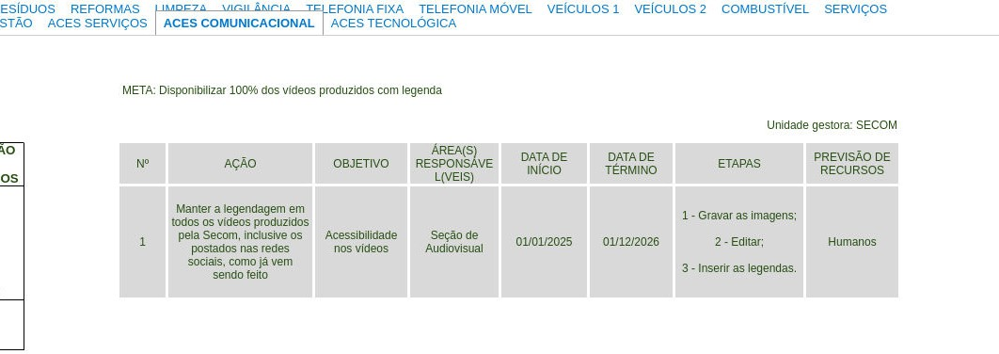 ESÍDUOS REFORMAS LIMPEZA VIGILÂNCIA TELEFONIA FIXA TELEFONIA MÓVEL VEÍCULOS 1 VEÍCULOS 2 COMBUSTÍVEL SERVIÇOS
STÃO ACES SERVIÇOS ACES COMUNICACIONAL ACES TECNOLÓGICA
META: Disponibilizar 100% dos vídeos produzidos com legenda
Unidade gestora: SECOM
ÃO
OS
Nº
AÇÃO
OBJETIVO
ÁREA(S)
RESPONSÁVE
L(VEIS)
DATA DE
INÍCIO
DATA DE
TÉRMINO
ETAPAS
PREVISÃO DE
RECURSOS
1
Manter a legendagem em
todos os vídeos produzidos
pela Secom, inclusive os
postados nas redes
sociais, como já vem
sendo feito
Acessibilidade
nos vídeos
Seção de
Audiovisual
01/01/2025
01/12/2026
1 - Gravar as imagens;
2 - Editar;
3 - Inserir as legendas.
Humanos